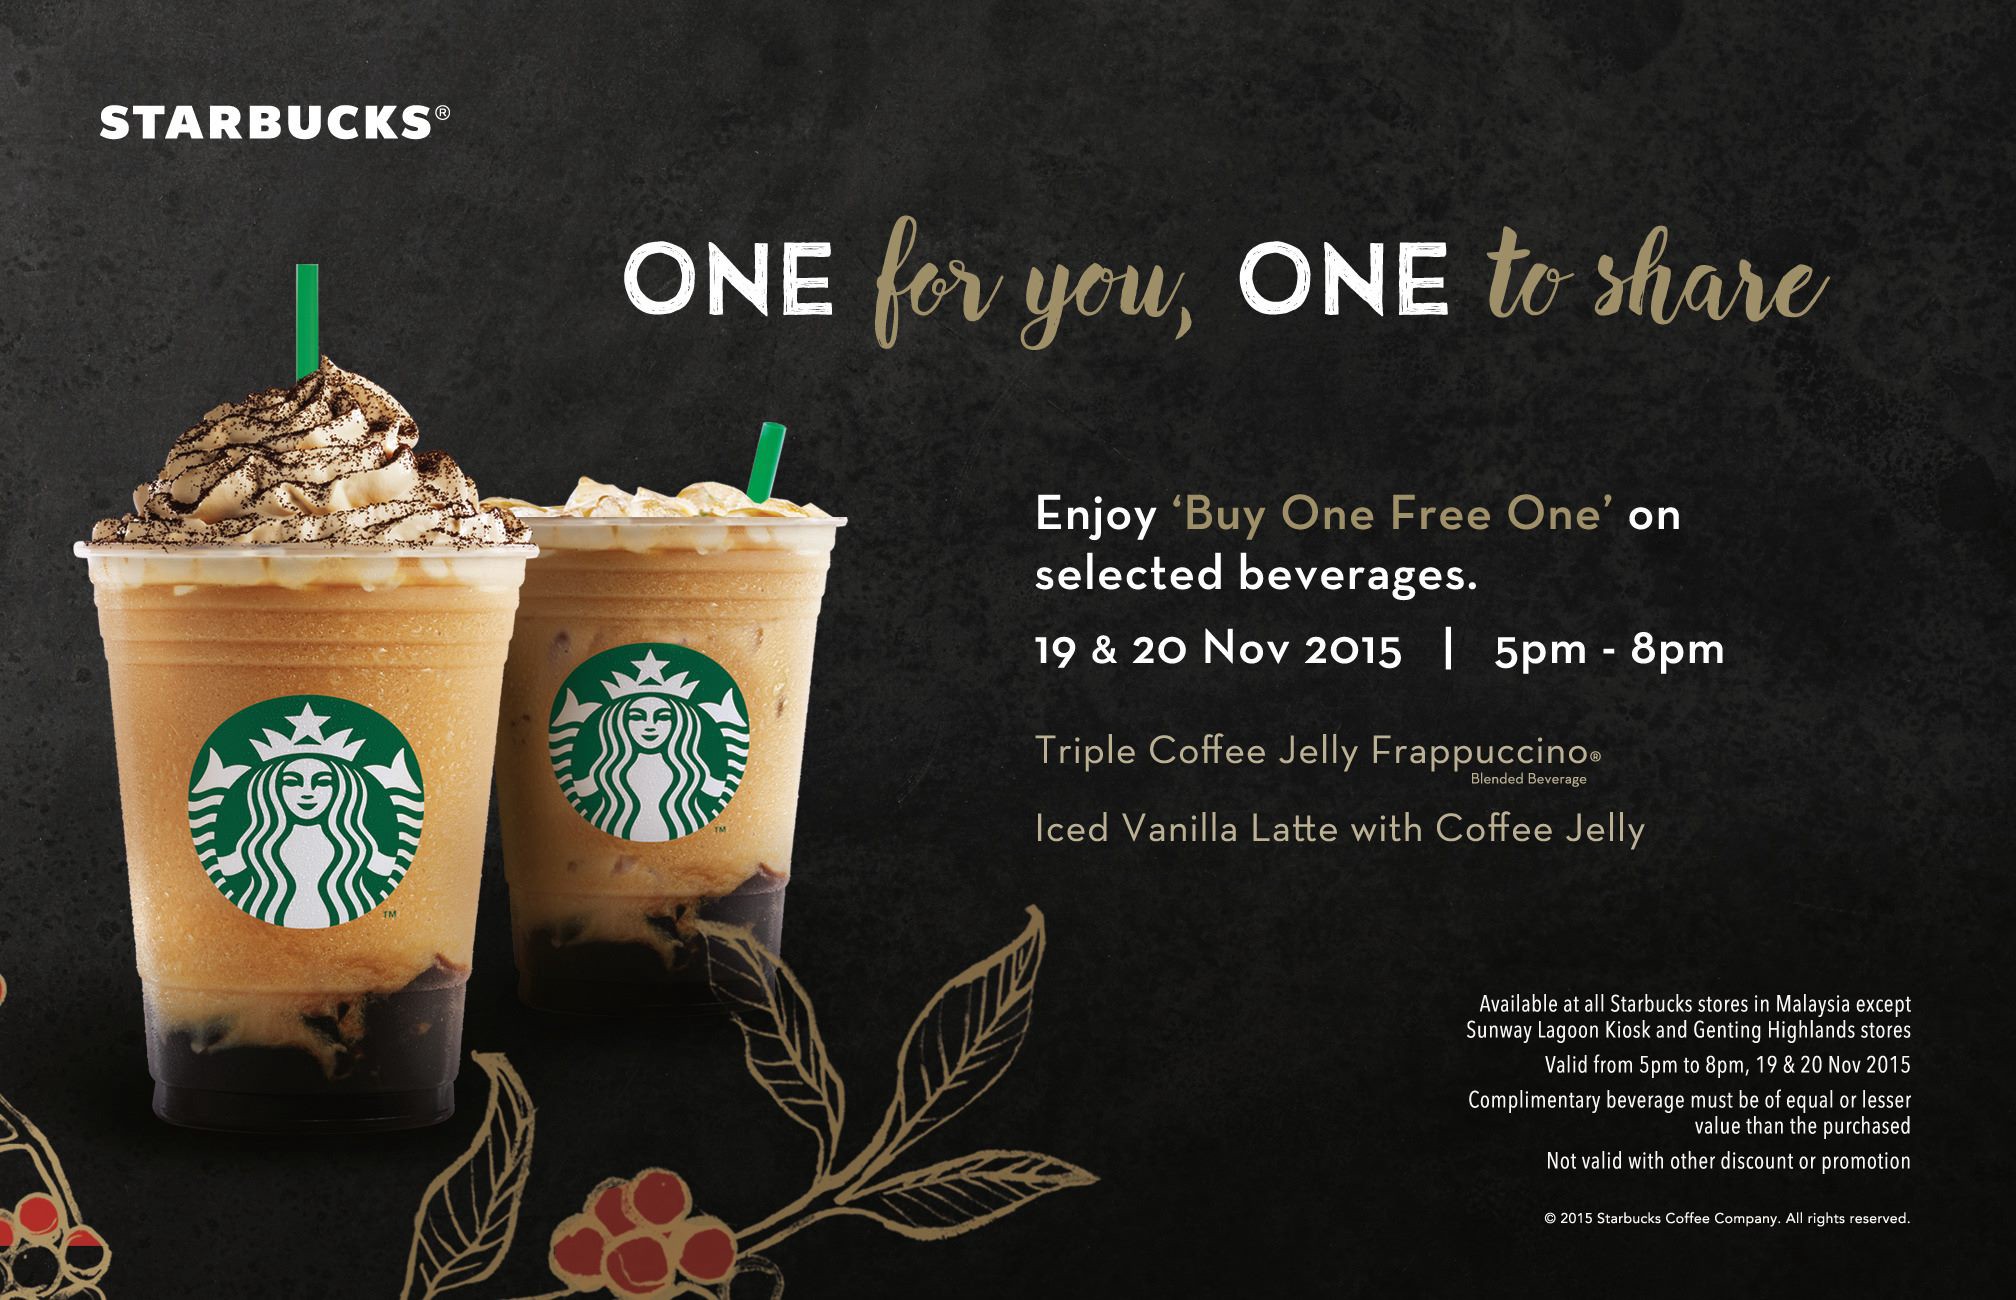 STARBUCKS®
ONE for you, ONE to share
Enjoy ‘Buy One Free One’ on
selected beverages.
19 & 20 Nov 2015 | 5pm - 8pm
Triple Coffee Jelly Frappuccino®
Blended Beverage
Iced Vanilla Latte with Coffee Jelly
TM
TM
Available at all Starbucks stores in Malaysia except
Sunway Lagoon Kiosk and Genting Highlands stores
Valid from 5pm to 8pm, 19 & 20 Nov 2015
Complimentary beverage must be of equal or lesser
value than the purchased
Not valid with other discount or promotion
© 2015 Starbucks Coffee Company. All rights reserved.